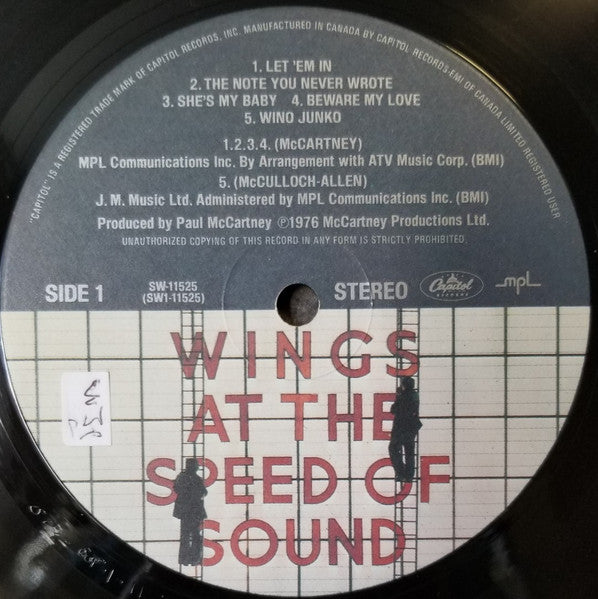 "CAPITOL" IS A REGISTERED TRADE MARK OF CAPITOL RECORDS, INC. MANUFACTURED IN CANADA BY CAPITOL RECORDS-EMI OF CANADA LIMITED REGISTERED USER
1. LET 'EM IN
2. THE NOTE YOU NEVER WROTE
3. SHE'S MY BABY 4. BEWARE MY LOVE
5. WINO JUNKO
1.2.3.4. (McCARTNEY)
MPL Communications Inc. By Arrangement with ATV Music Corp. (BMI)
5. (McCULLOCH-ALLEN)
J. M. Music Ltd. Administered by MPL Communications Inc. (BMI)
Produced by Paul McCartney ℗1976 McCartney Productions Ltd.
UNAUTHORIZED COPYING OF THIS RECORD IN ANY FORM IS STRICTLY PROHIBITED.
SIDE 1 SW-11525 STEREO Capitol RECORDS MPL
(SW1-11525)
WINGS
AT THE
SPEED OF
SOUND